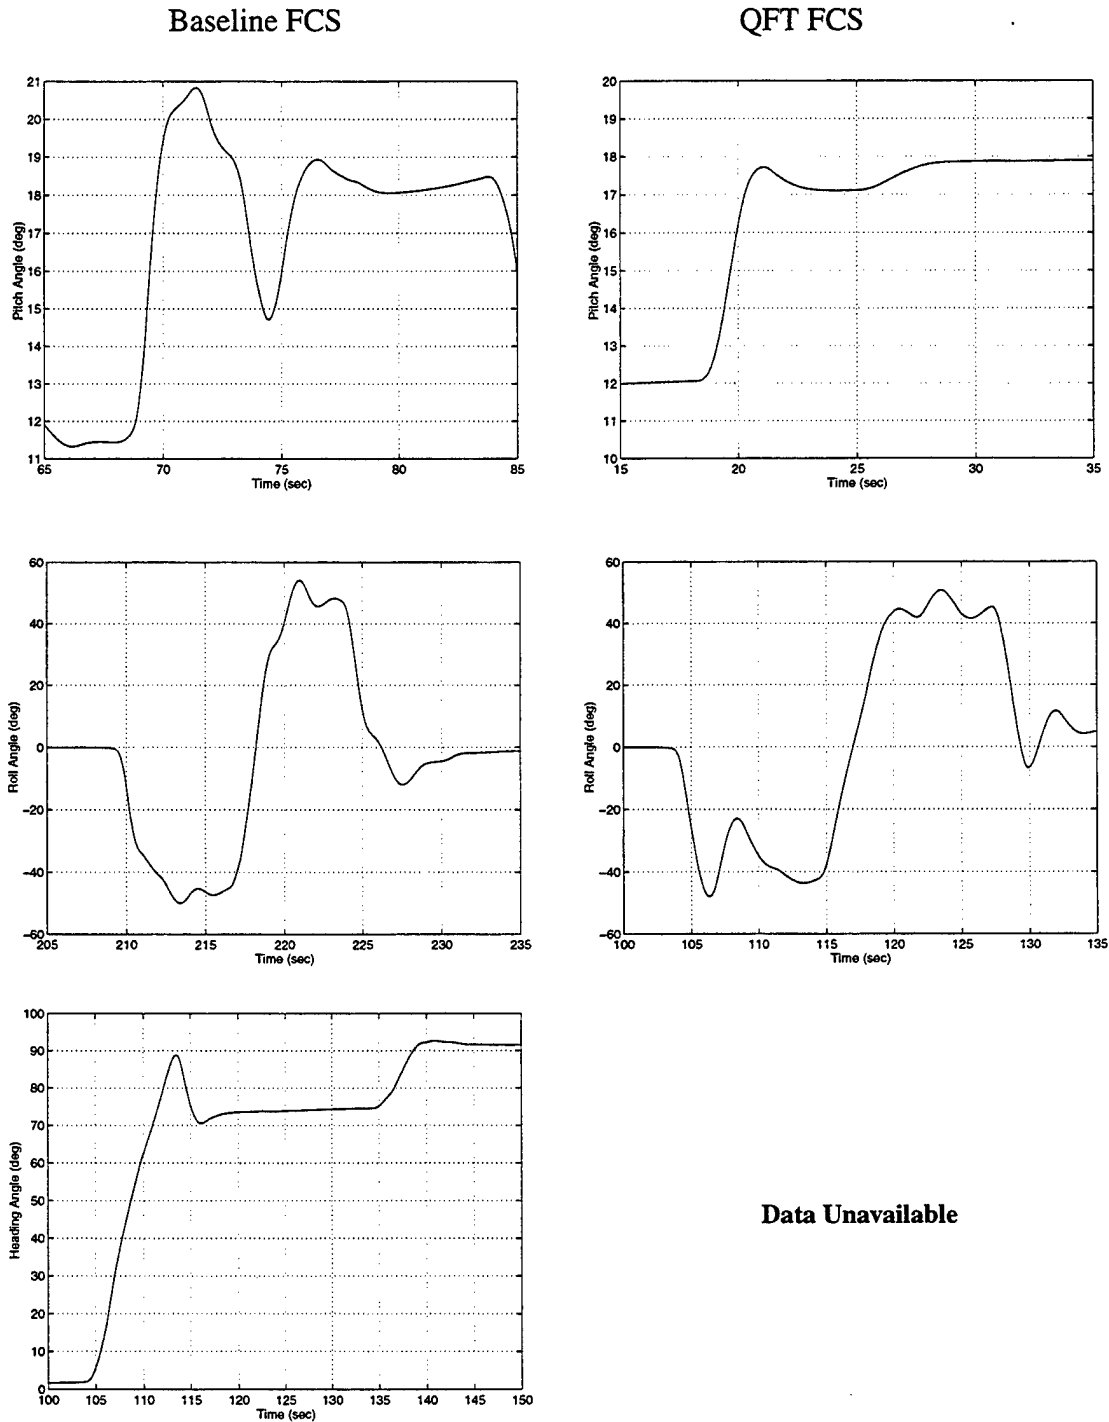 Baseline FCS
QFT FCS
21
20
19
18
17
16
15
14
13
12
11
Pitch Angle (deg)
65 70 75 80 85
Time (sec)
20
19
18
17
16
15
14
13
12
11
10
Pitch Angle (deg)
15 20 25 30 35
Time (sec)
60
40
20
0
−20
−40
−60
Roll Angle (deg)
205 210 215 220 225 230 235
Time (sec)
60
40
20
0
−20
−40
−60
Roll Angle (deg)
100 105 110 115 120 125 130 135
Time (sec)
100
90
80
70
60
50
40
30
20
10
0
Heading Angle (deg)
100 105 110 115 120 125 130 135 140 145 150
Time (sec)
Data Unavailable